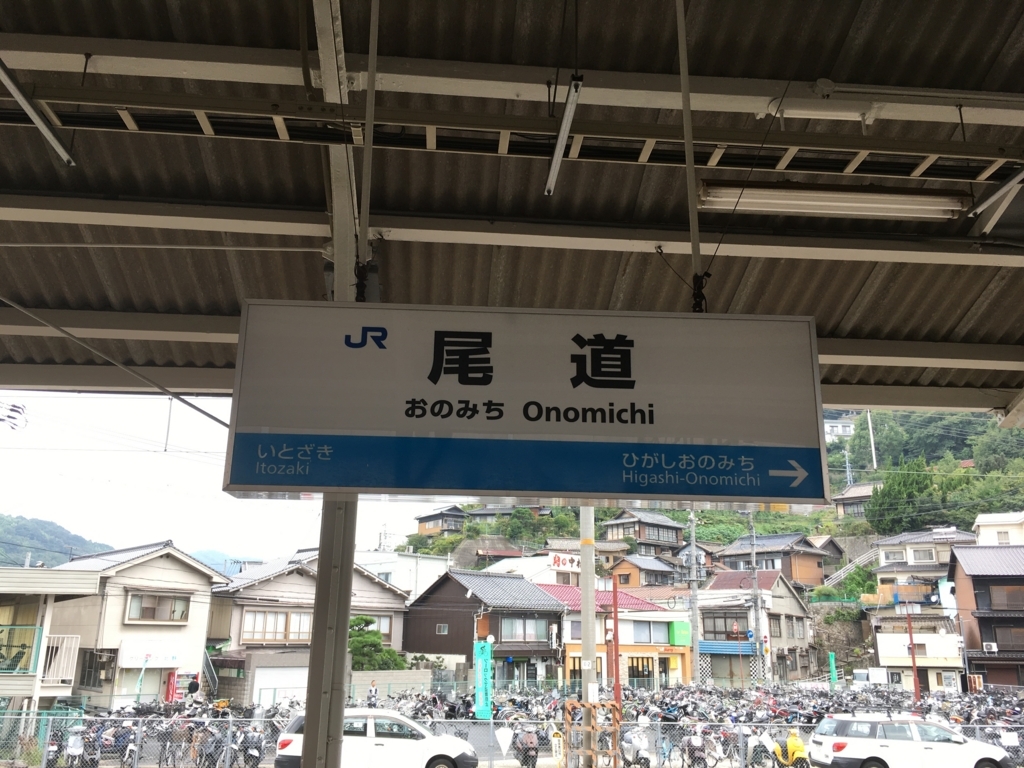 JR
尾道
おのみち Onomichi
いとざき
Itozaki
ひがしおのみち
Higashi-Onomichi